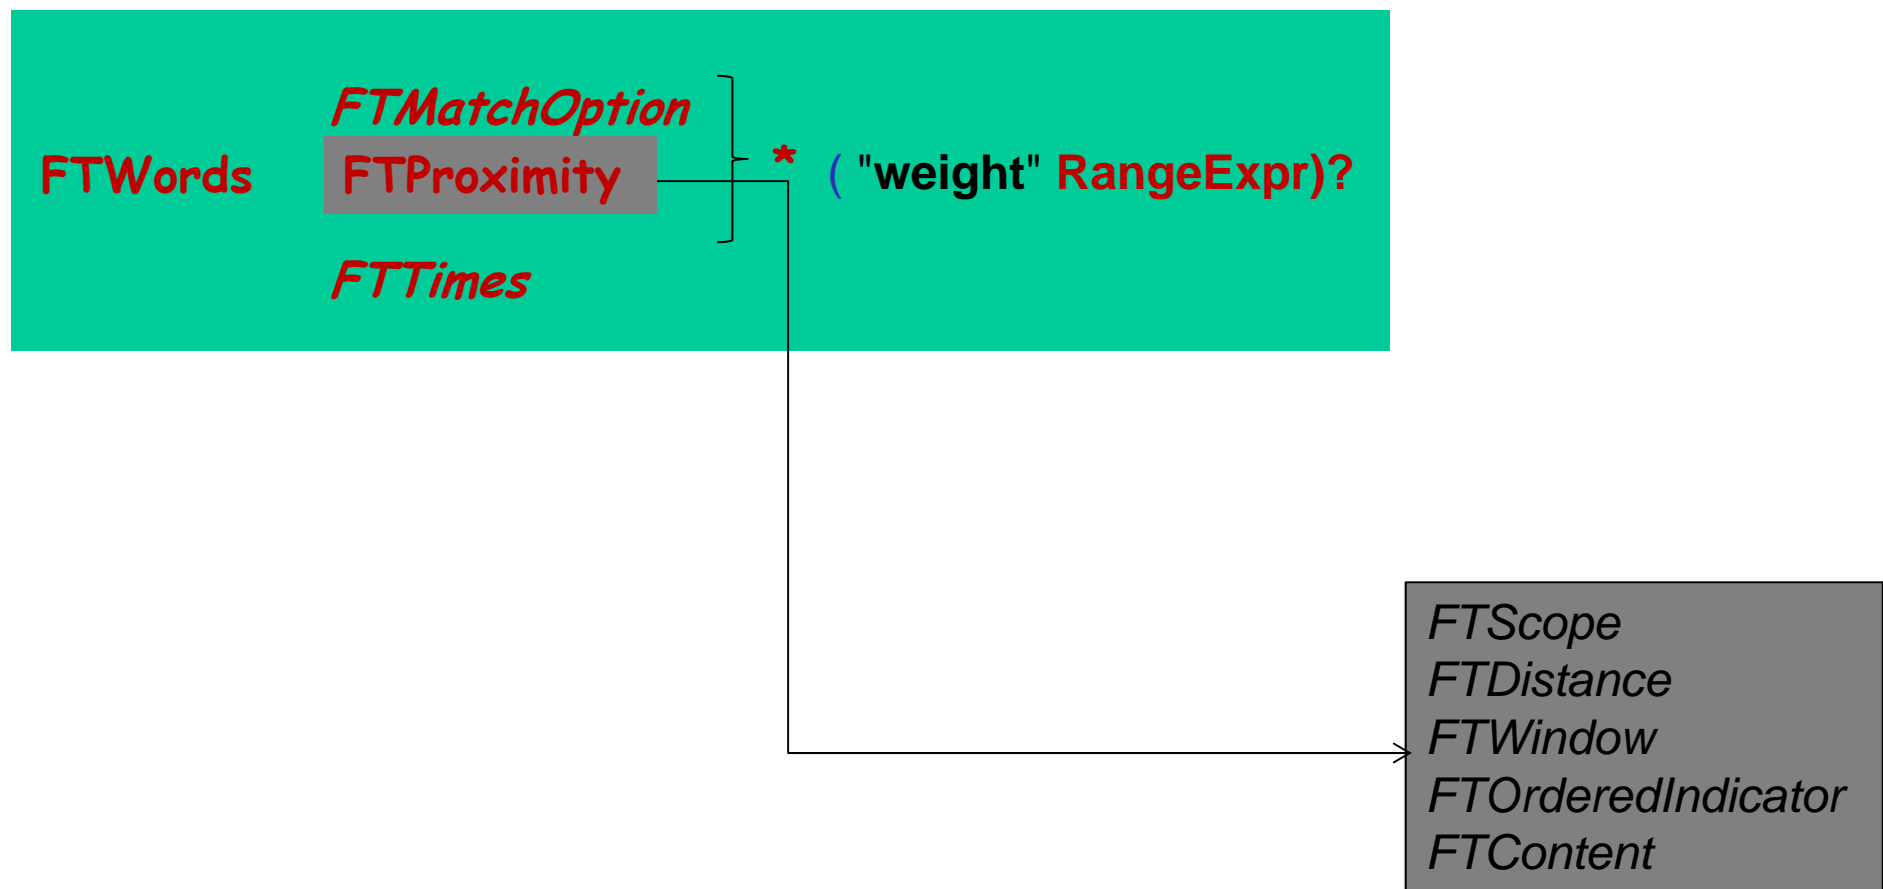 FTMatchOption
FTWords FTProximity * ( "weight" RangeExpr)?
FTTimes
FTScope
FTDistance
FTWindow
FTOrderedIndicator
FTContent